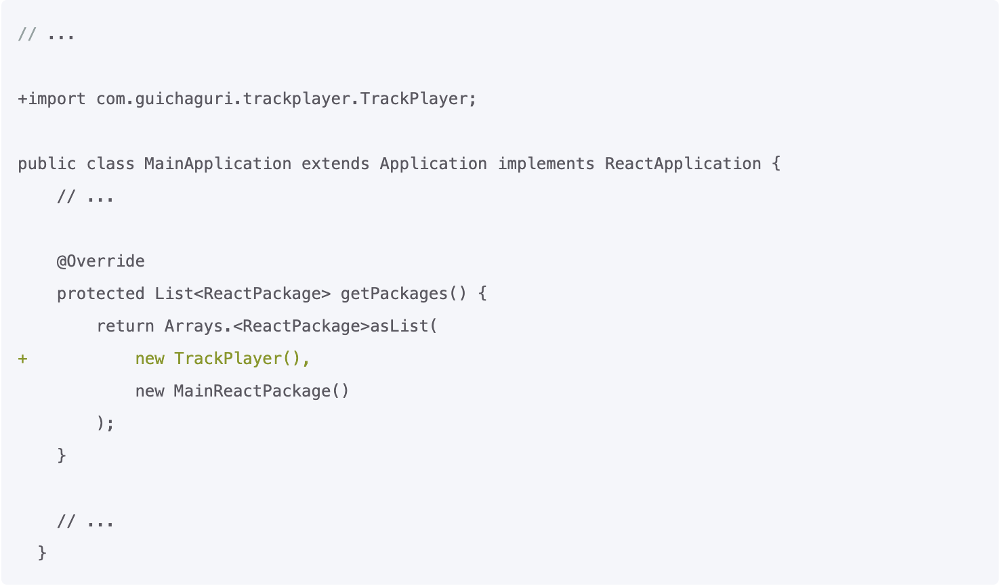 // ...
+import com.guichaguri.trackplayer.TrackPlayer;
public class MainApplication extends Application implements ReactApplication {
    // ...
    @Override
    protected List<ReactPackage> getPackages() {
        return Arrays.<ReactPackage>asList(
+           new TrackPlayer(),
            new MainReactPackage()
        );
    }
    // ...
  }